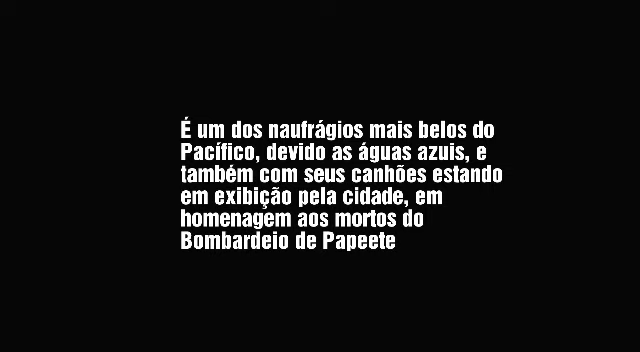 É um dos naufrágios mais belos do
Pacífico, devido as águas azuis, e
também com seus canhões estando
em exibição pela cidade, em
homenagem aos mortos do
Bombardeio de Papeete